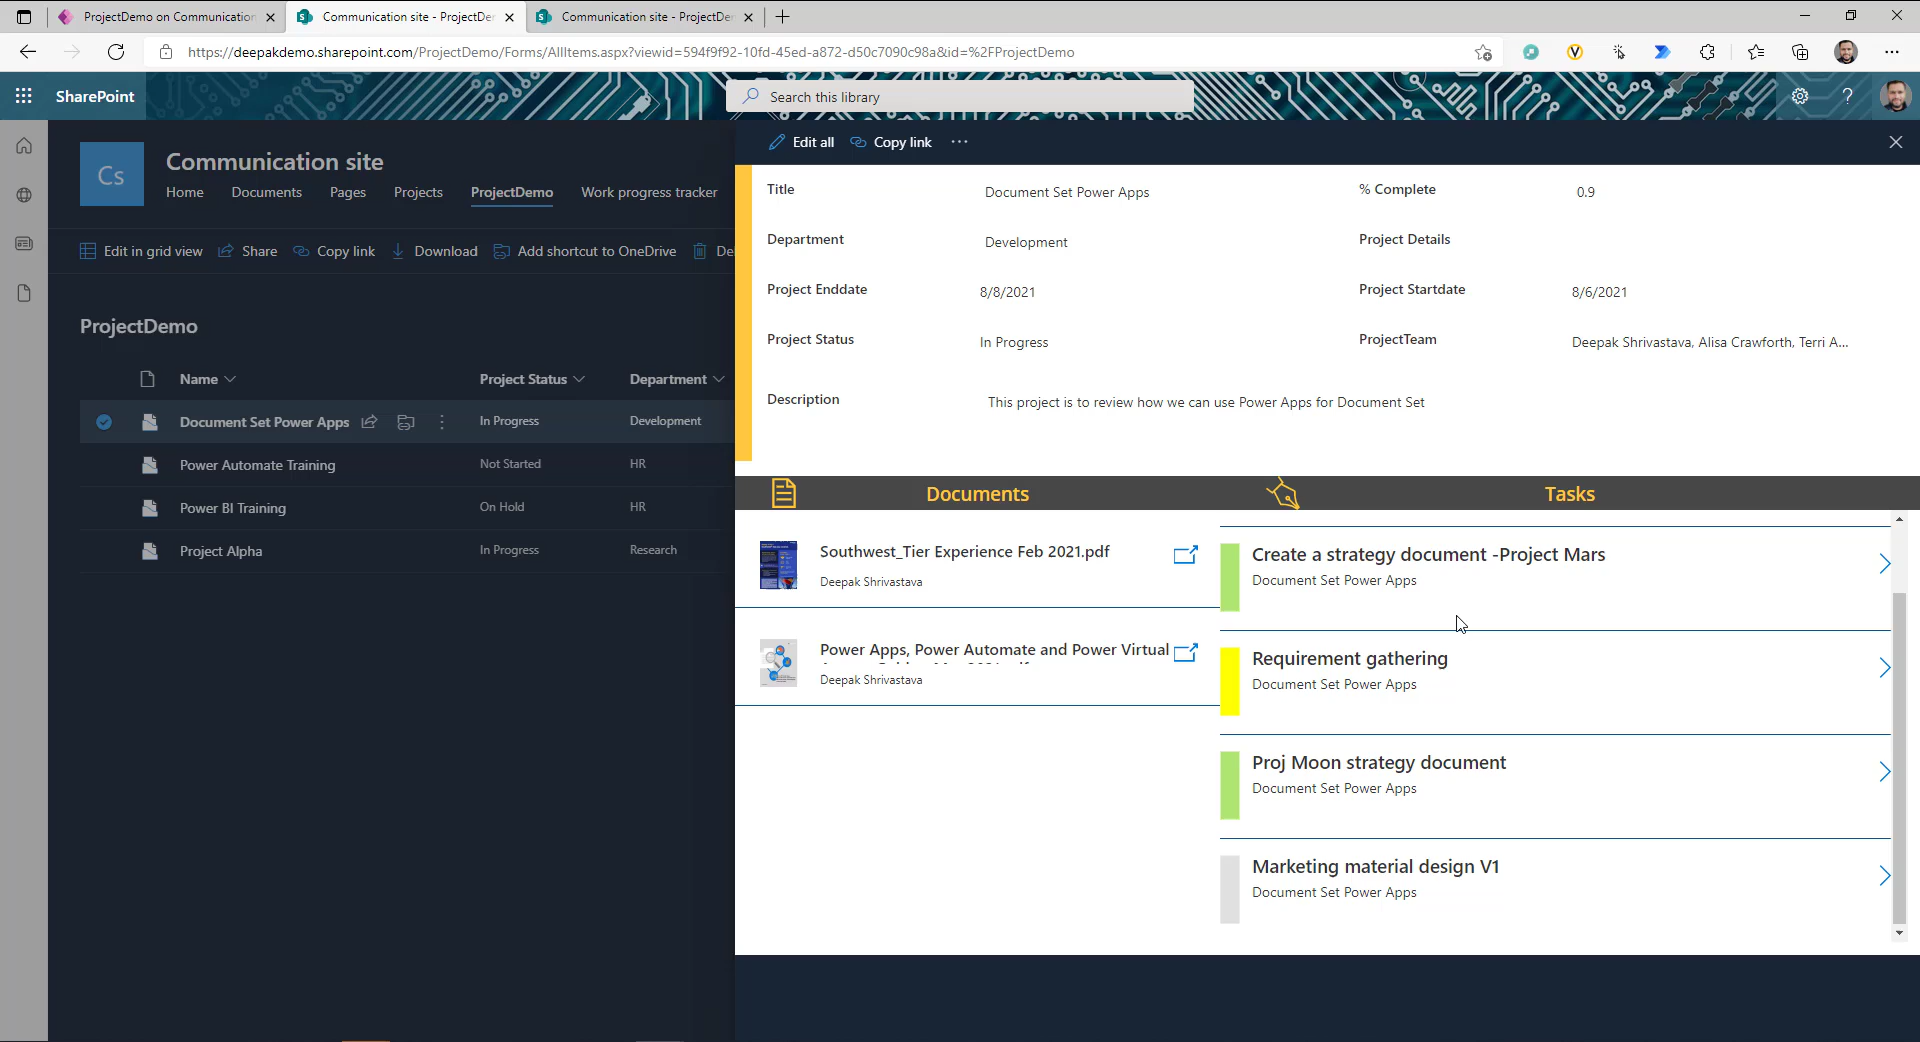 ProjectDemo on Communication
Communication site - ProjectDe
Communication site - ProjectDe
https://deepakdemo.sharepoint.com/ProjectDemo/Forms/AllItems.aspx?viewid=594f9f92-10fd-45ed-a872-d50c7090c98a&id=%2FProjectDemo
SharePoint
Search this library
?
Cs
Communication site
Home Documents Pages Projects ProjectDemo Work progress tracker
Edit in grid view Share Copy link Download Add shortcut to OneDrive De
ProjectDemo
Name Project Status Department
Document Set Power Apps In Progress Development
Power Automate Training Not Started HR
Power BI Training On Hold HR
Project Alpha In Progress Research
Edit all Copy link ...
Title Document Set Power Apps % Complete 0.9
Department Development Project Details
Project Enddate 8/8/2021 Project Startdate 8/6/2021
Project Status In Progress ProjectTeam Deepak Shrivastava, Alisa Crawforth, Terri A...
Description This project is to review how we can use Power Apps for Document Set
Documents Tasks
Southwest_Tier Experience Feb 2021.pdf
Deepak Shrivastava
Power Apps, Power Automate and Power Virtual
Deepak Shrivastava
Create a strategy document -Project Mars
Document Set Power Apps
Requirement gathering
Document Set Power Apps
Proj Moon strategy document
Document Set Power Apps
Marketing material design V1
Document Set Power Apps